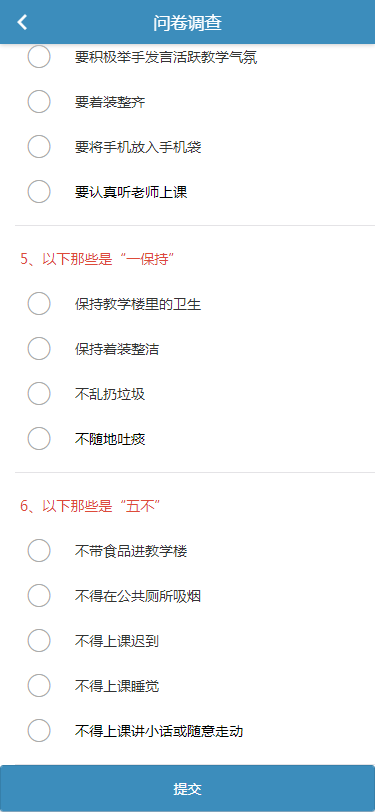 问卷调查
要积极举手发言活跃教学气氛
要着装整齐
要将手机放入手机袋
要认真听老师上课
5、以下那些是“一保持”
保持教学楼里的卫生
保持着装整洁
不乱扔垃圾
不随地吐痰
6、以下那些是“五不”
不带食品进教学楼
不得在公共厕所吸烟
不得上课迟到
不得上课睡觉
不得上课讲小话或随意走动
提交